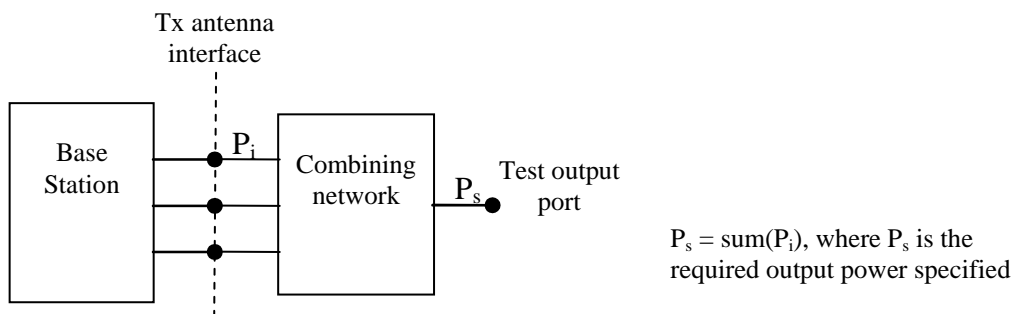 Tx antenna
interface
Base
Station
P_i
Combining
network
P_s
Test output
port
P_s = sum(P_i), where P_s is the
required output power specified